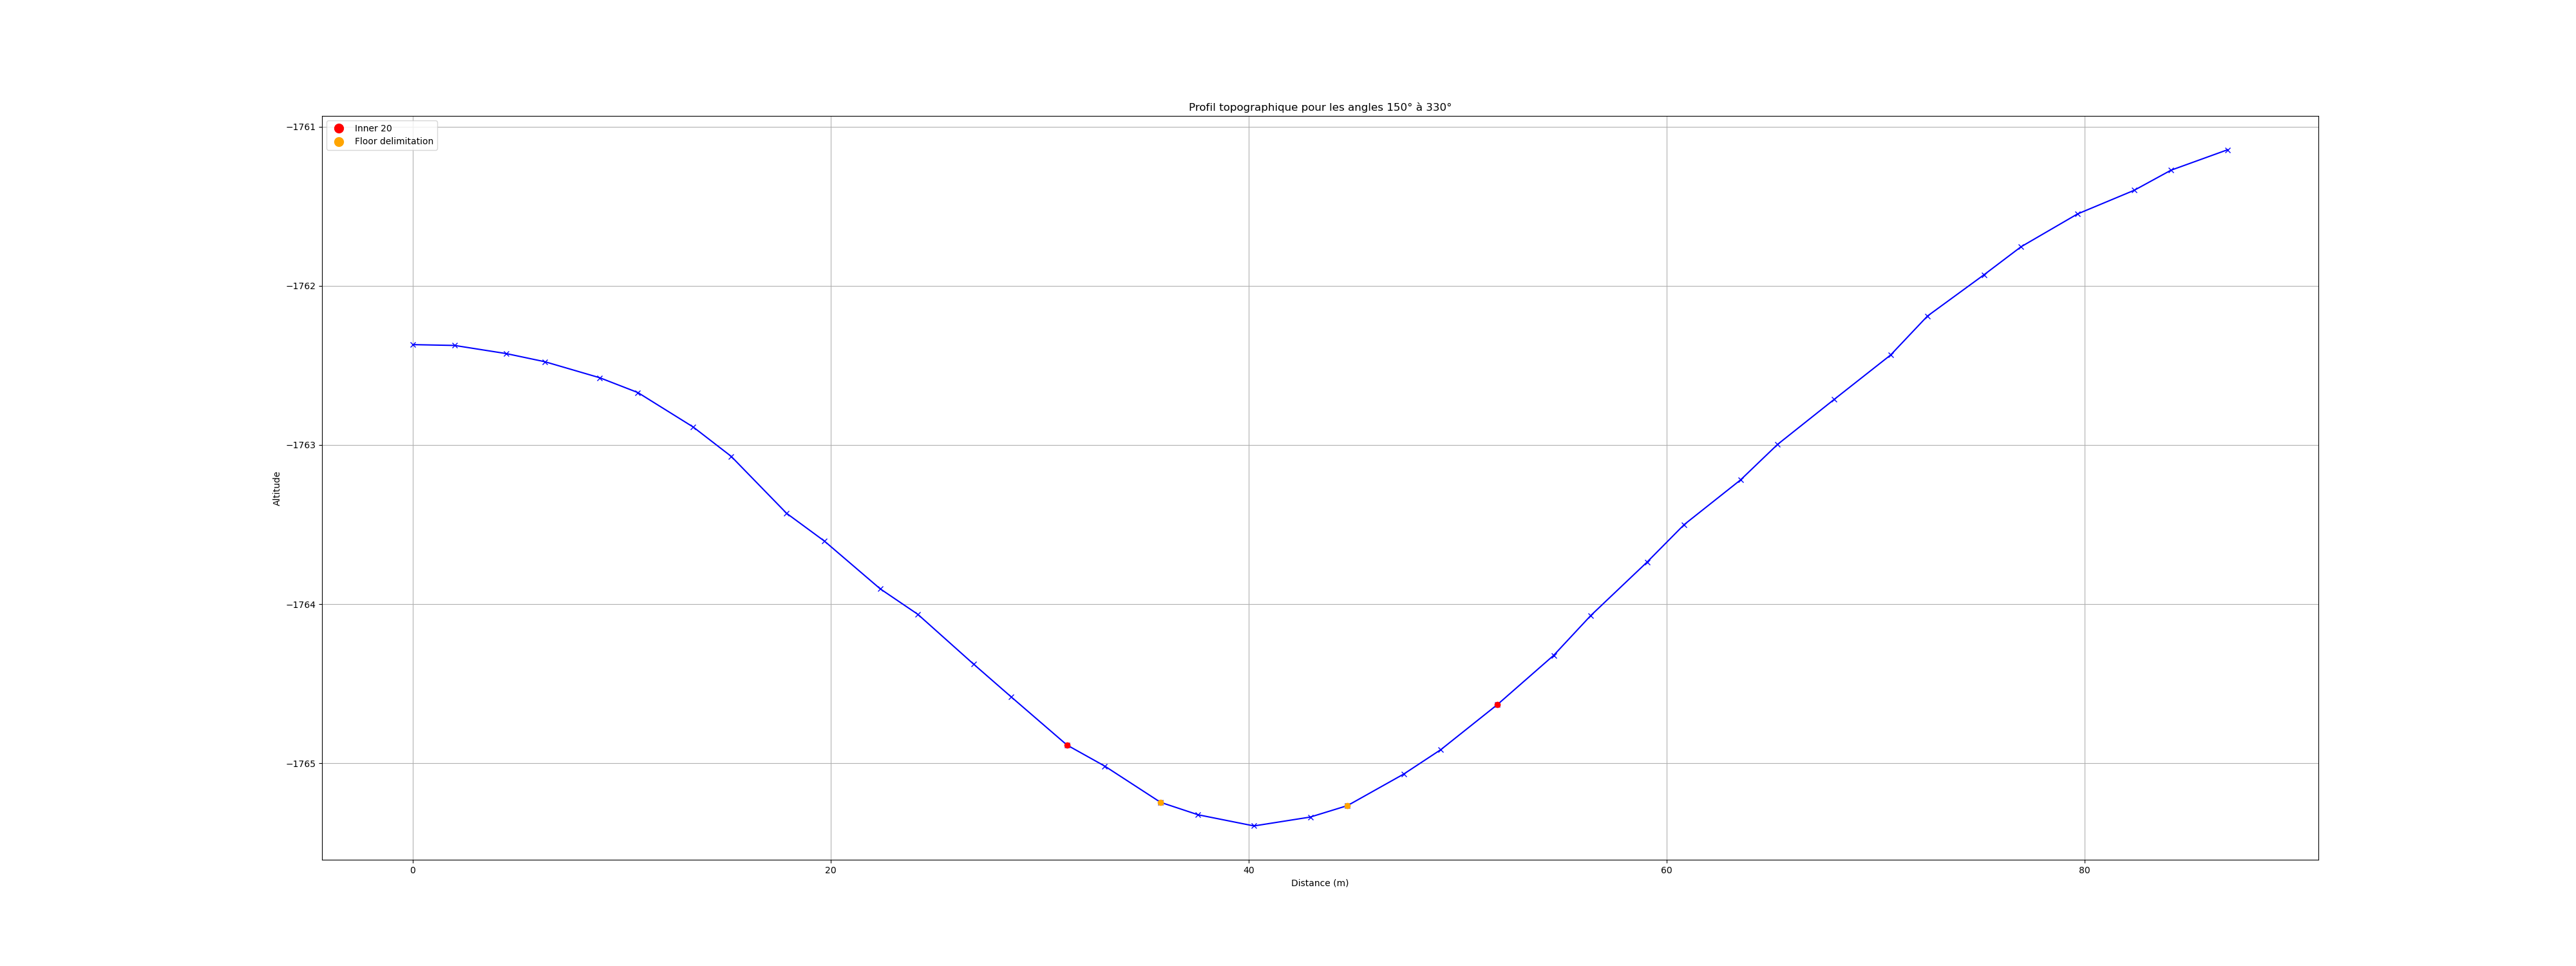 Profil topographique pour les angles 150° à 330°
Inner 20
Floor delimitation
−1761
−1762
−1763
−1764
−1765
Altitude
0 20 40 60 80
Distance (m)